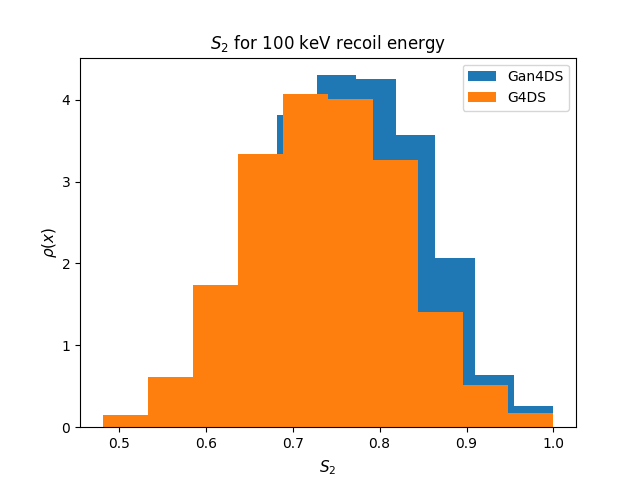 S₂ for 100 keV recoil energy
Gan4DS
G4DS
ρ(x)
4
3
2
1
0
0.5 0.6 0.7 0.8 0.9 1.0
S₂